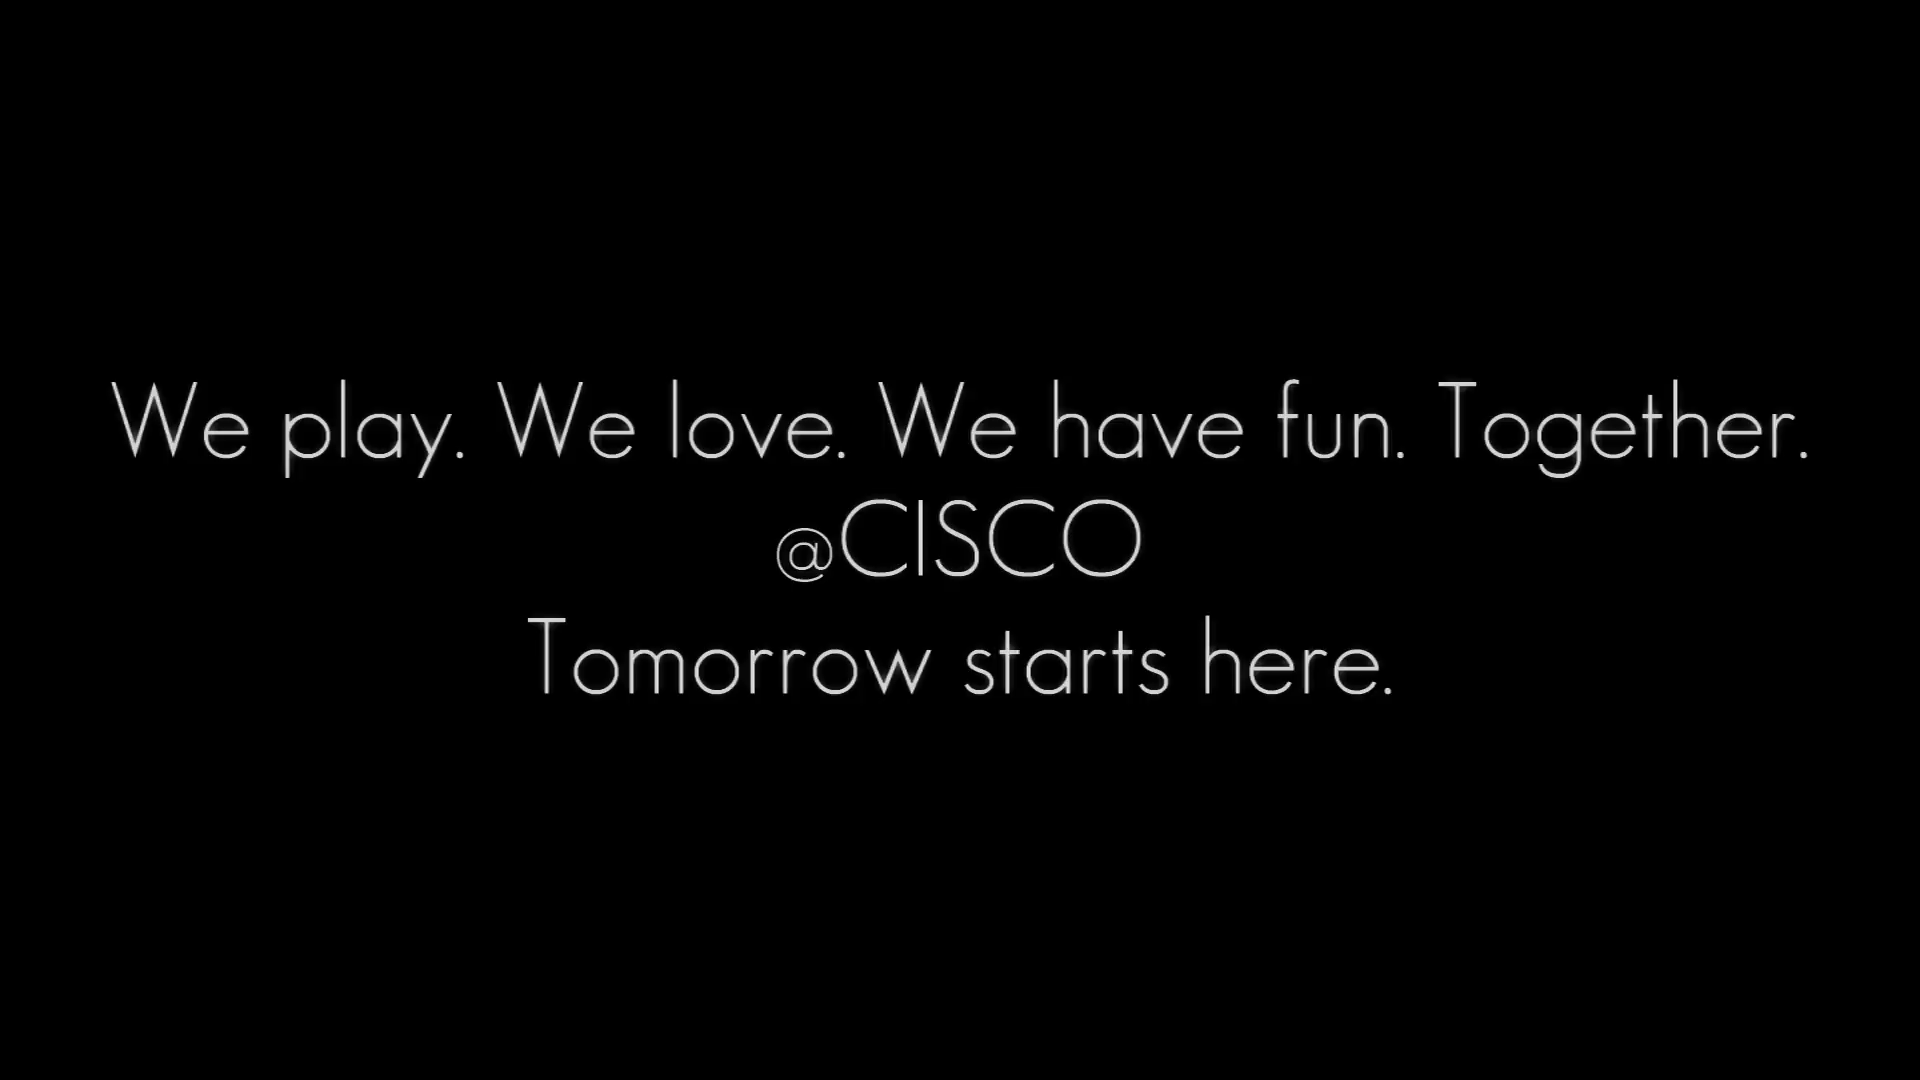 We play. We love. We have fun. Together.
@CISCO
Tomorrow starts here.